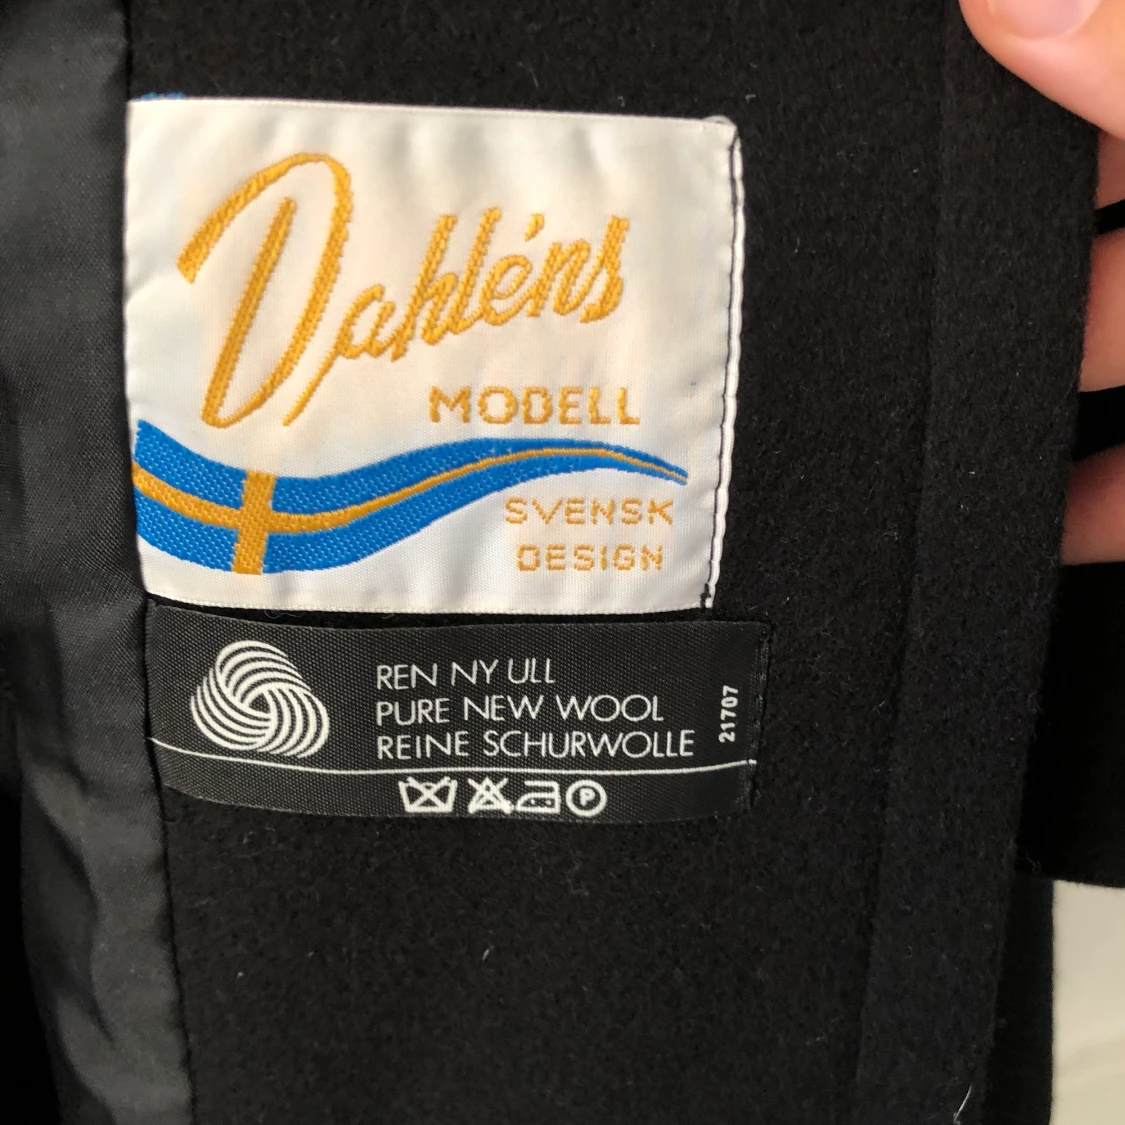 Dahléns
MODELL
SVENSK
DESIGN
REN NY ULL
PURE NEW WOOL
REINE SCHURWOLLE
21707
P